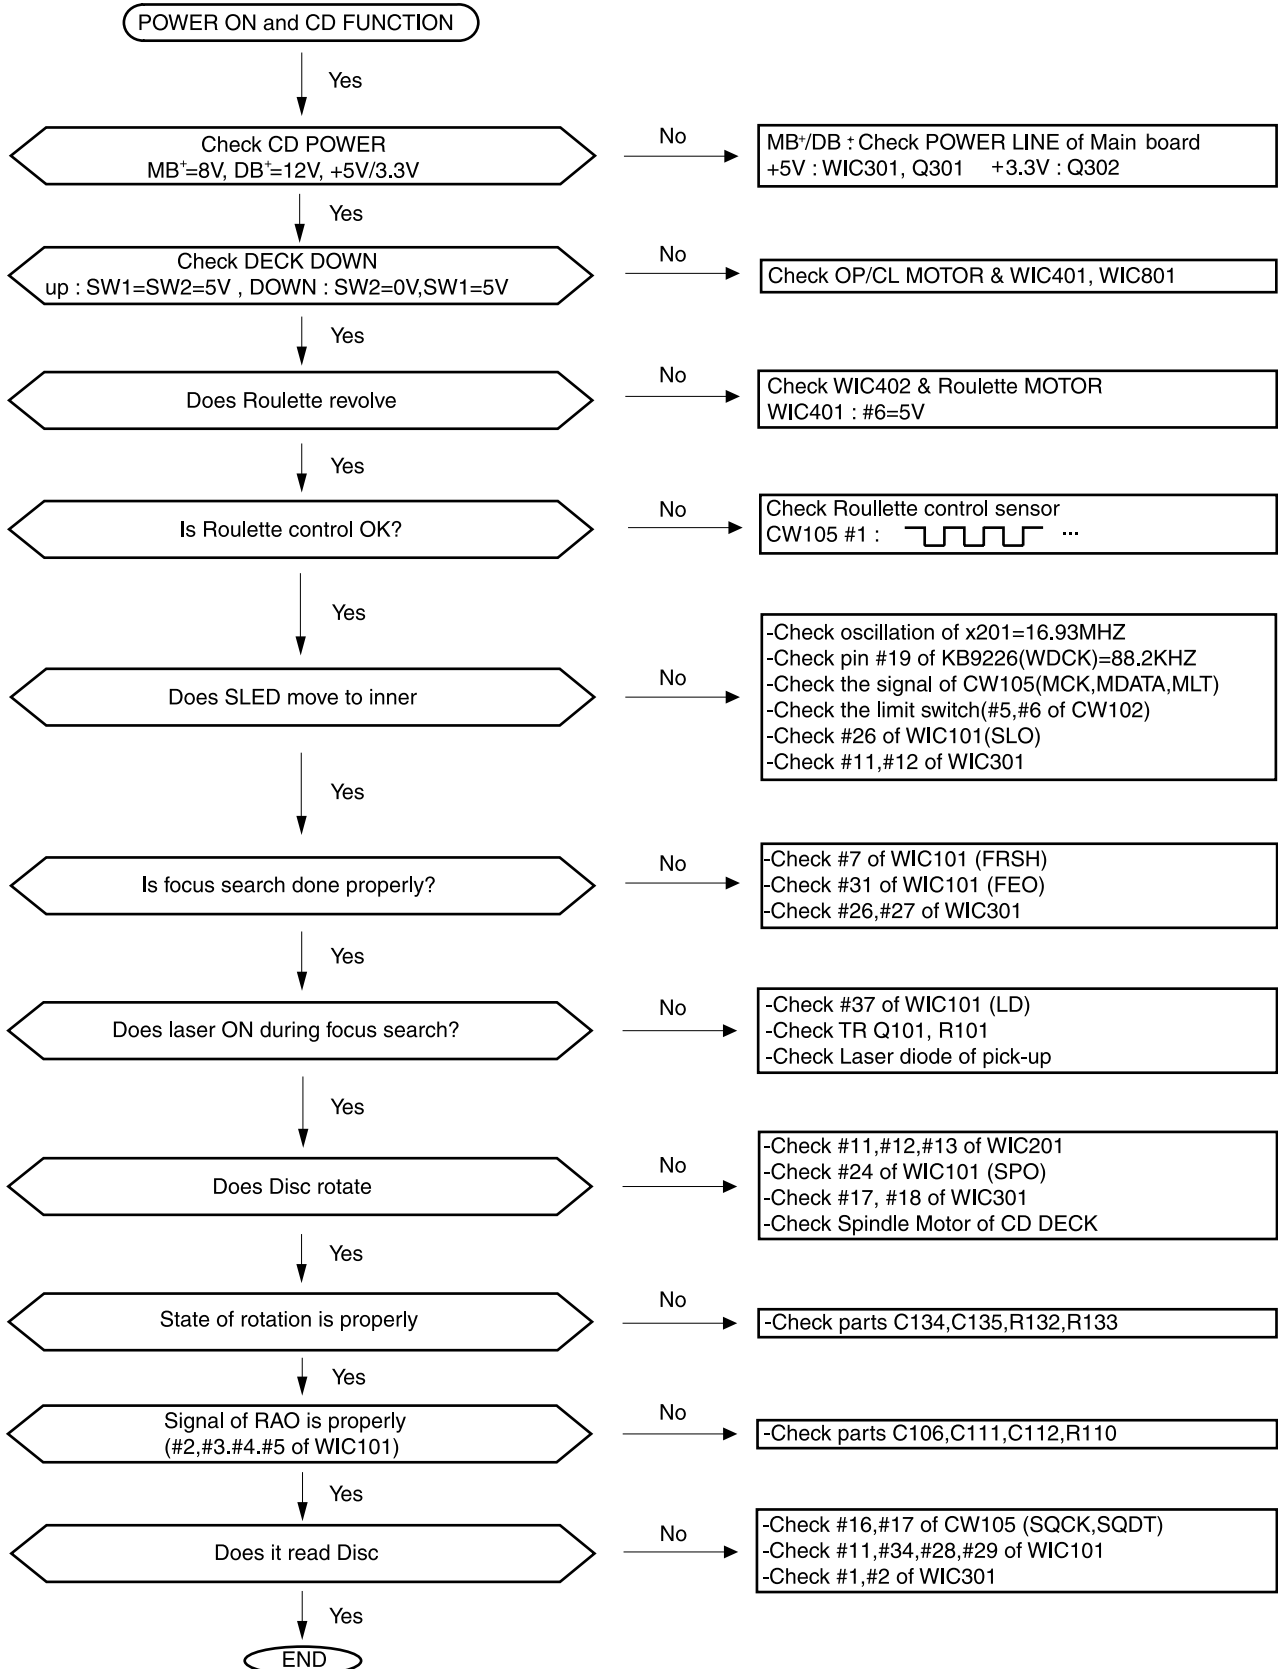 POWER ON and CD FUNCTION
Yes
Check CD POWER
MB⁺=8V, DB⁺=12V, +5V/3.3V
No
MB⁺/DB⁺: Check POWER LINE of Main board
+5V : WIC301, Q301 +3.3V : Q302
Yes
Check DECK DOWN
up : SW1=SW2=5V , DOWN : SW2=0V,SW1=5V
No
Check OP/CL MOTOR & WIC401, WIC801
Yes
Does Roulette revolve
No
Check WIC402 & Roulette MOTOR
WIC401 : #6=5V
Yes
Is Roulette control OK?
No
Check Roullette control sensor
CW105 #1 : ...
Yes
Does SLED move to inner
No
-Check oscillation of x201=16.93MHZ
-Check pin #19 of KB9226(WDCK)=88.2KHZ
-Check the signal of CW105(MCK,MDATA,MLT)
-Check the limit switch(#5,#6 of CW102)
-Check #26 of WIC101(SLO)
-Check #11,#12 of WIC301
Yes
Is focus search done properly?
No
-Check #7 of WIC101 (FRSH)
-Check #31 of WIC101 (FEO)
-Check #26,#27 of WIC301
Yes
Does laser ON during focus search?
No
-Check #37 of WIC101 (LD)
-Check TR Q101, R101
-Check Laser diode of pick-up
Yes
Does Disc rotate
No
-Check #11,#12,#13 of WIC201
-Check #24 of WIC101 (SPO)
-Check #17, #18 of WIC301
-Check Spindle Motor of CD DECK
Yes
State of rotation is properly
No
-Check parts C134,C135,R132,R133
Yes
Signal of RAO is properly
(#2,#3.#4.#5 of WIC101)
No
-Check parts C106,C111,C112,R110
Yes
Does it read Disc
No
-Check #16,#17 of CW105 (SQCK,SQDT)
-Check #11,#34,#28,#29 of WIC101
-Check #1,#2 of WIC301
Yes
END